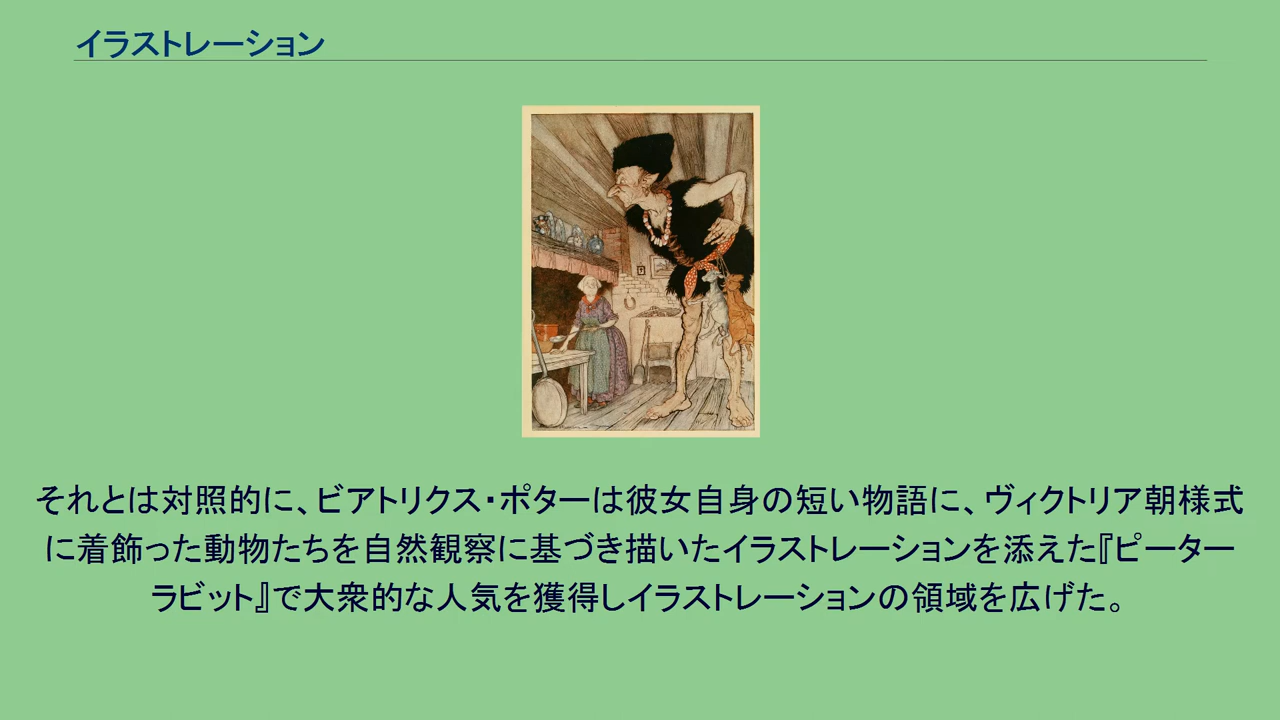 イラストレーション
それとは対照的に、ビアトリクス・ポターは彼女自身の短い物語に、ヴィクトリア朝様式
に着飾った動物たちを自然観察に基づき描いたイラストレーションを添えた『ピーター
ラビット』で大衆的な人気を獲得しイラストレーションの領域を広げた。